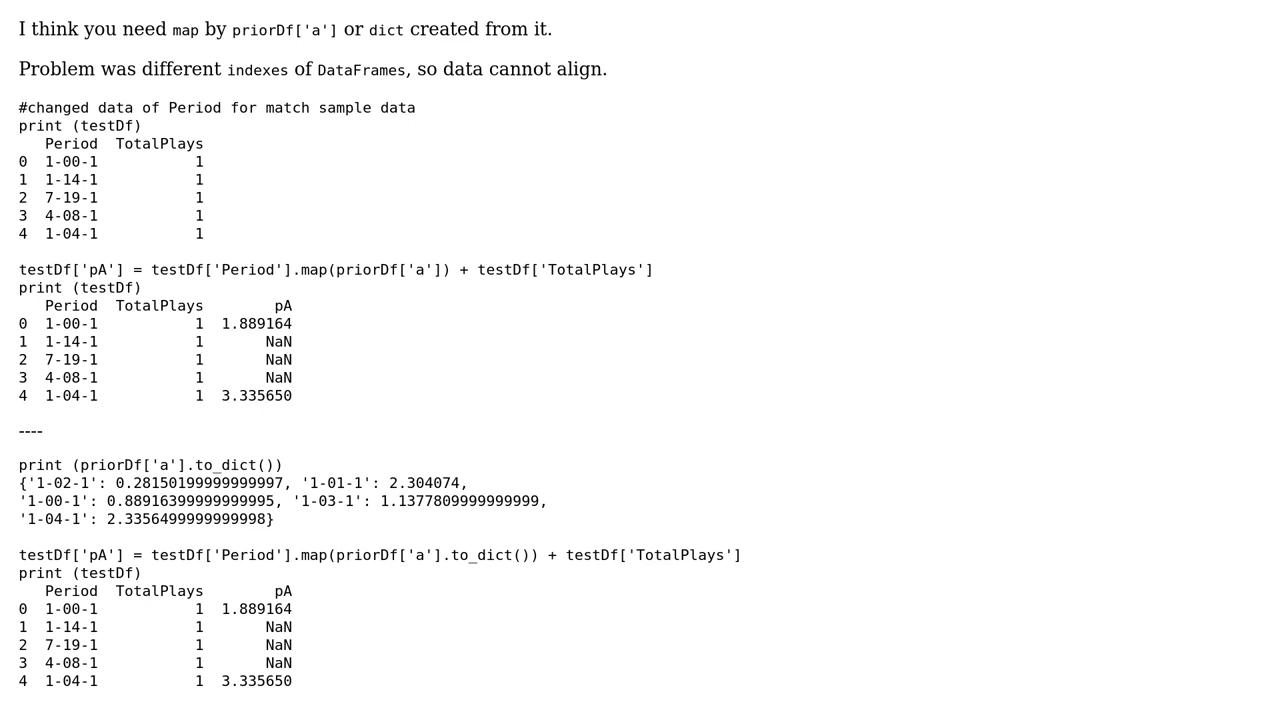 I think you need map by priorDf['a'] or dict created from it.
Problem was different indexes of DataFrames, so data cannot align.
#changed data of Period for match sample data
print (testDf)
   Period  TotalPlays
0  1-00-1           1
1  1-14-1           1
2  7-19-1           1
3  4-08-1           1
4  1-04-1           1
testDf['pA'] = testDf['Period'].map(priorDf['a']) + testDf['TotalPlays']
print (testDf)
   Period  TotalPlays        pA
0  1-00-1           1  1.889164
1  1-14-1           1       NaN
2  7-19-1           1       NaN
3  4-08-1           1       NaN
4  1-04-1           1  3.335650
----
print (priorDf['a'].to_dict())
{'1-02-1': 0.28150199999999997, '1-01-1': 2.304074,
'1-00-1': 0.88916399999999995, '1-03-1': 1.1377809999999999,
'1-04-1': 2.3356499999999998}
testDf['pA'] = testDf['Period'].map(priorDf['a'].to_dict()) + testDf['TotalPlays']
print (testDf)
   Period  TotalPlays        pA
0  1-00-1           1  1.889164
1  1-14-1           1       NaN
2  7-19-1           1       NaN
3  4-08-1           1       NaN
4  1-04-1           1  3.335650